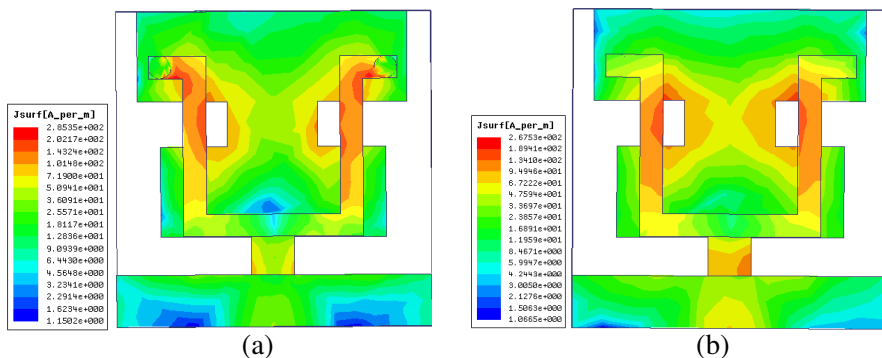 Jsurf[A_per_m]
2.8535e+002
2.0217e+002
1.4324e+002
1.0148e+002
7.1900e+001
5.0941e+001
3.6091e+001
2.5571e+001
1.8117e+001
1.2836e+001
9.0939e+000
6.4430e+000
4.5648e+000
3.2341e+000
2.2914e+000
1.6234e+000
1.1502e+000
(a)
Jsurf[A_per_m]
2.6753e+002
1.8941e+002
1.3410e+002
9.4946e+001
6.7222e+001
4.7594e+001
3.3697e+001
2.3857e+001
1.6891e+001
1.1959e+001
8.4671e+000
5.9947e+000
4.2443e+000
3.0050e+000
2.1276e+000
1.5063e+000
1.0665e+000
(b)